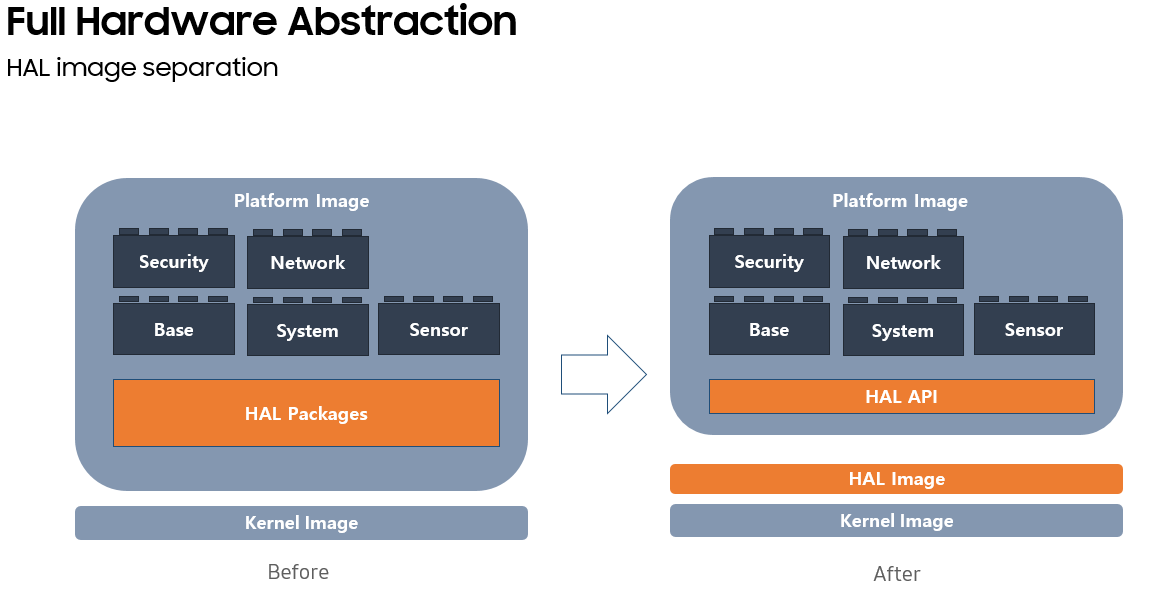 Full Hardware Abstraction
HAL image separation
Platform Image
Security
Network
Base
System
Sensor
HAL Packages
Kernel Image
Before
Platform Image
Security
Network
Base
System
Sensor
HAL API
HAL Image
Kernel Image
After